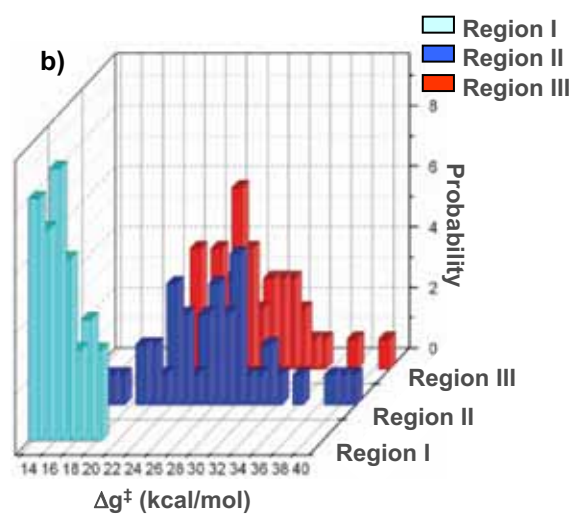 Region I
Region II
Region III
b)
8
6
4
2
0
Probability
Region III
Region II
Region I
14 16 18 20 22 24 26 28 30 32 34 36 38 40
Δg‡ (kcal/mol)